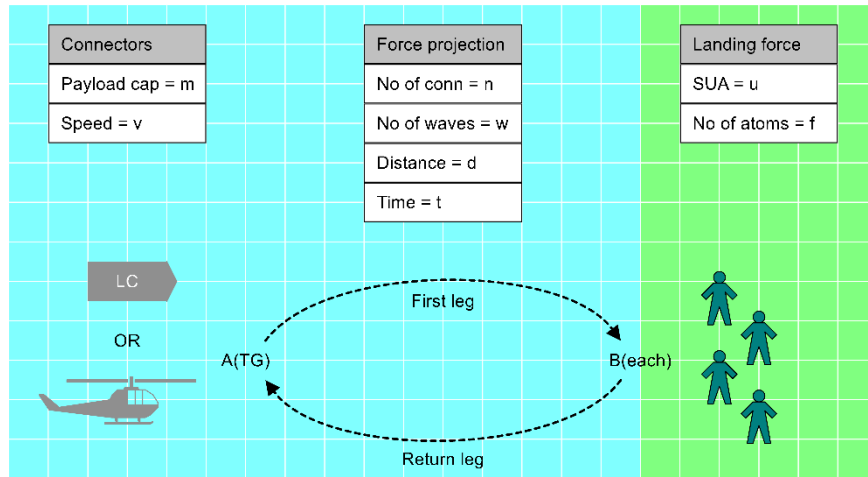 Connectors
Payload cap = m
Speed = v
Force projection
No of conn = n
No of waves = w
Distance = d
Time = t
Landing force
SUA = u
No of atoms = f
LC
OR
First leg
A(TG)
B(each)
Return leg